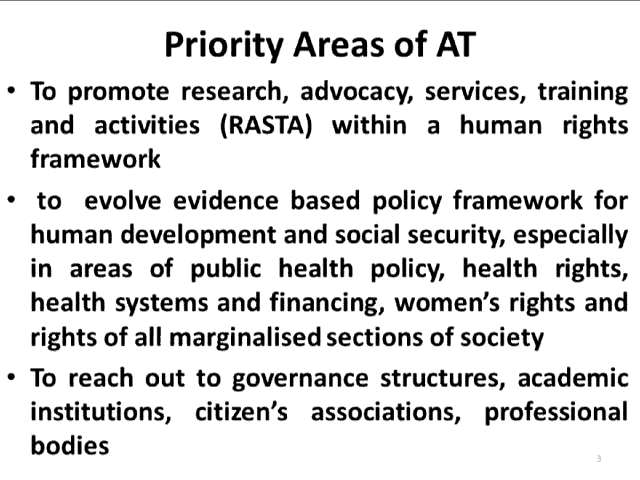 Priority Areas of AT
• To promote research, advocacy, services, training
and activities (RASTA) within a human rights
framework
• to evolve evidence based policy framework for
human development and social security, especially
in areas of public health policy, health rights,
health systems and financing, women's rights and
rights of all marginalised sections of society
• To reach out to governance structures, academic
institutions, citizen's associations, professional
bodies
3